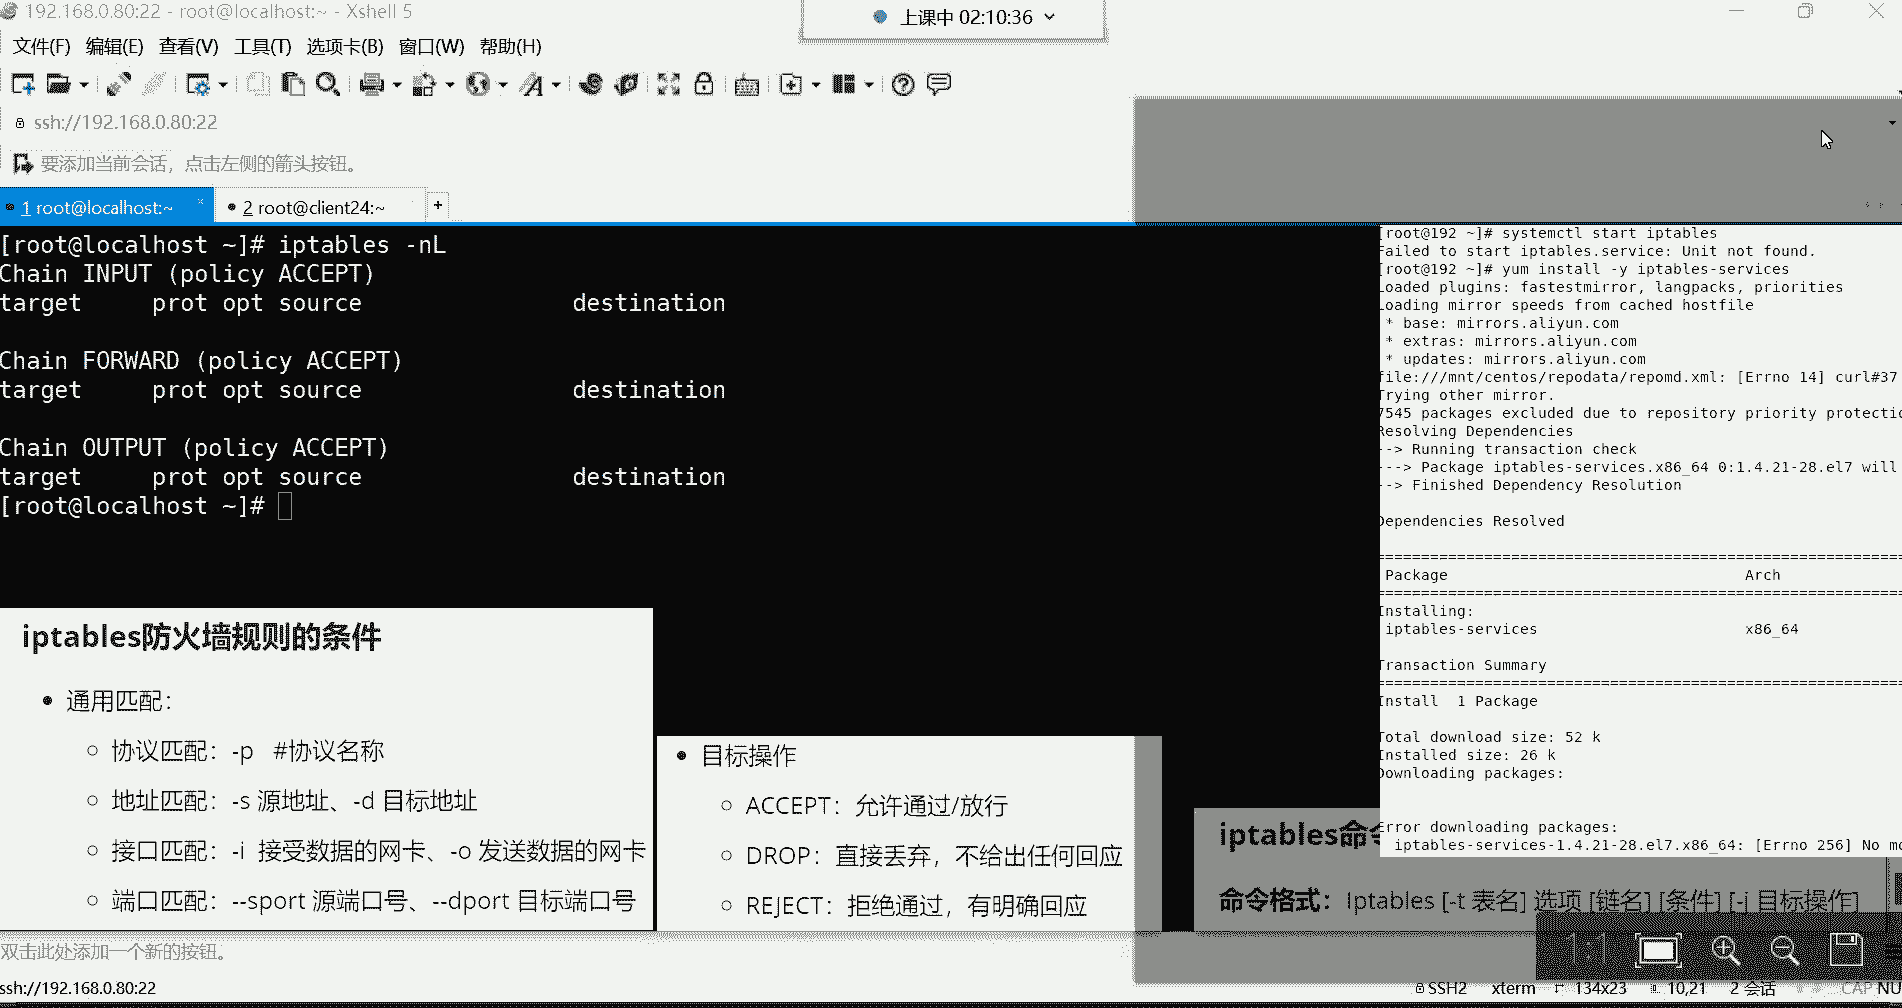 192.168.0.80:22 - root@localhost:~ - Xshell 5
上课中 02:10:36
文件(F) 编辑(E) 查看(V) 工具(T) 选项卡(B) 窗口(W) 帮助(H)
ssh://192.168.0.80:22
要添加当前会话，点击左侧的箭头按钮。
1 root@localhost:~
2 root@client24:~
+
[root@localhost ~]# iptables -nL
Chain INPUT (policy ACCEPT)
target prot opt source destination
Chain FORWARD (policy ACCEPT)
target prot opt source destination
Chain OUTPUT (policy ACCEPT)
target prot opt source destination
[root@localhost ~]#
[root@192 ~]# systemctl start iptables
Failed to start iptables.service: Unit not found.
[root@192 ~]# yum install -y iptables-services
Loaded plugins: fastestmirror, langpacks, priorities
Loading mirror speeds from cached hostfile
* base: mirrors.aliyun.com
* extras: mirrors.aliyun.com
* updates: mirrors.aliyun.com
file:///mnt/centos/repodata/repomd.xml: [Errno 14] curl#37
Trying other mirror.
7545 packages excluded due to repository priority protectio
Resolving Dependencies
--> Running transaction check
---> Package iptables-services.x86_64 0:1.4.21-28.el7 will
--> Finished Dependency Resolution
Dependencies Resolved
Package Arch
Installing:
iptables-services x86_64
Transaction Summary
Install 1 Package
Total download size: 52 k
Installed size: 26 k
Downloading packages:
Error downloading packages:
iptables-services-1.4.21-28.el7.x86_64: [Errno 256] No mo
iptables防火墙规则的条件
• 通用匹配：
○ 协议匹配：-p #协议名称
○ 地址匹配：-s 源地址、-d 目标地址
○ 接口匹配：-i 接受数据的网卡、-o 发送数据的网卡
○ 端口匹配：--sport 源端口号、--dport 目标端口号
• 目标操作
○ ACCEPT：允许通过/放行
○ DROP：直接丢弃，不给出任何回应
○ REJECT：拒绝通过，有明确回应
iptables命令
命令格式：Iptables [-t 表名] 选项 [链名] [条件] [-j 目标操作]
双击此处添加一个新的按钮。
ssh://192.168.0.80:22
SSH2 xterm 134x23 10,21 2 会话 CAP NU